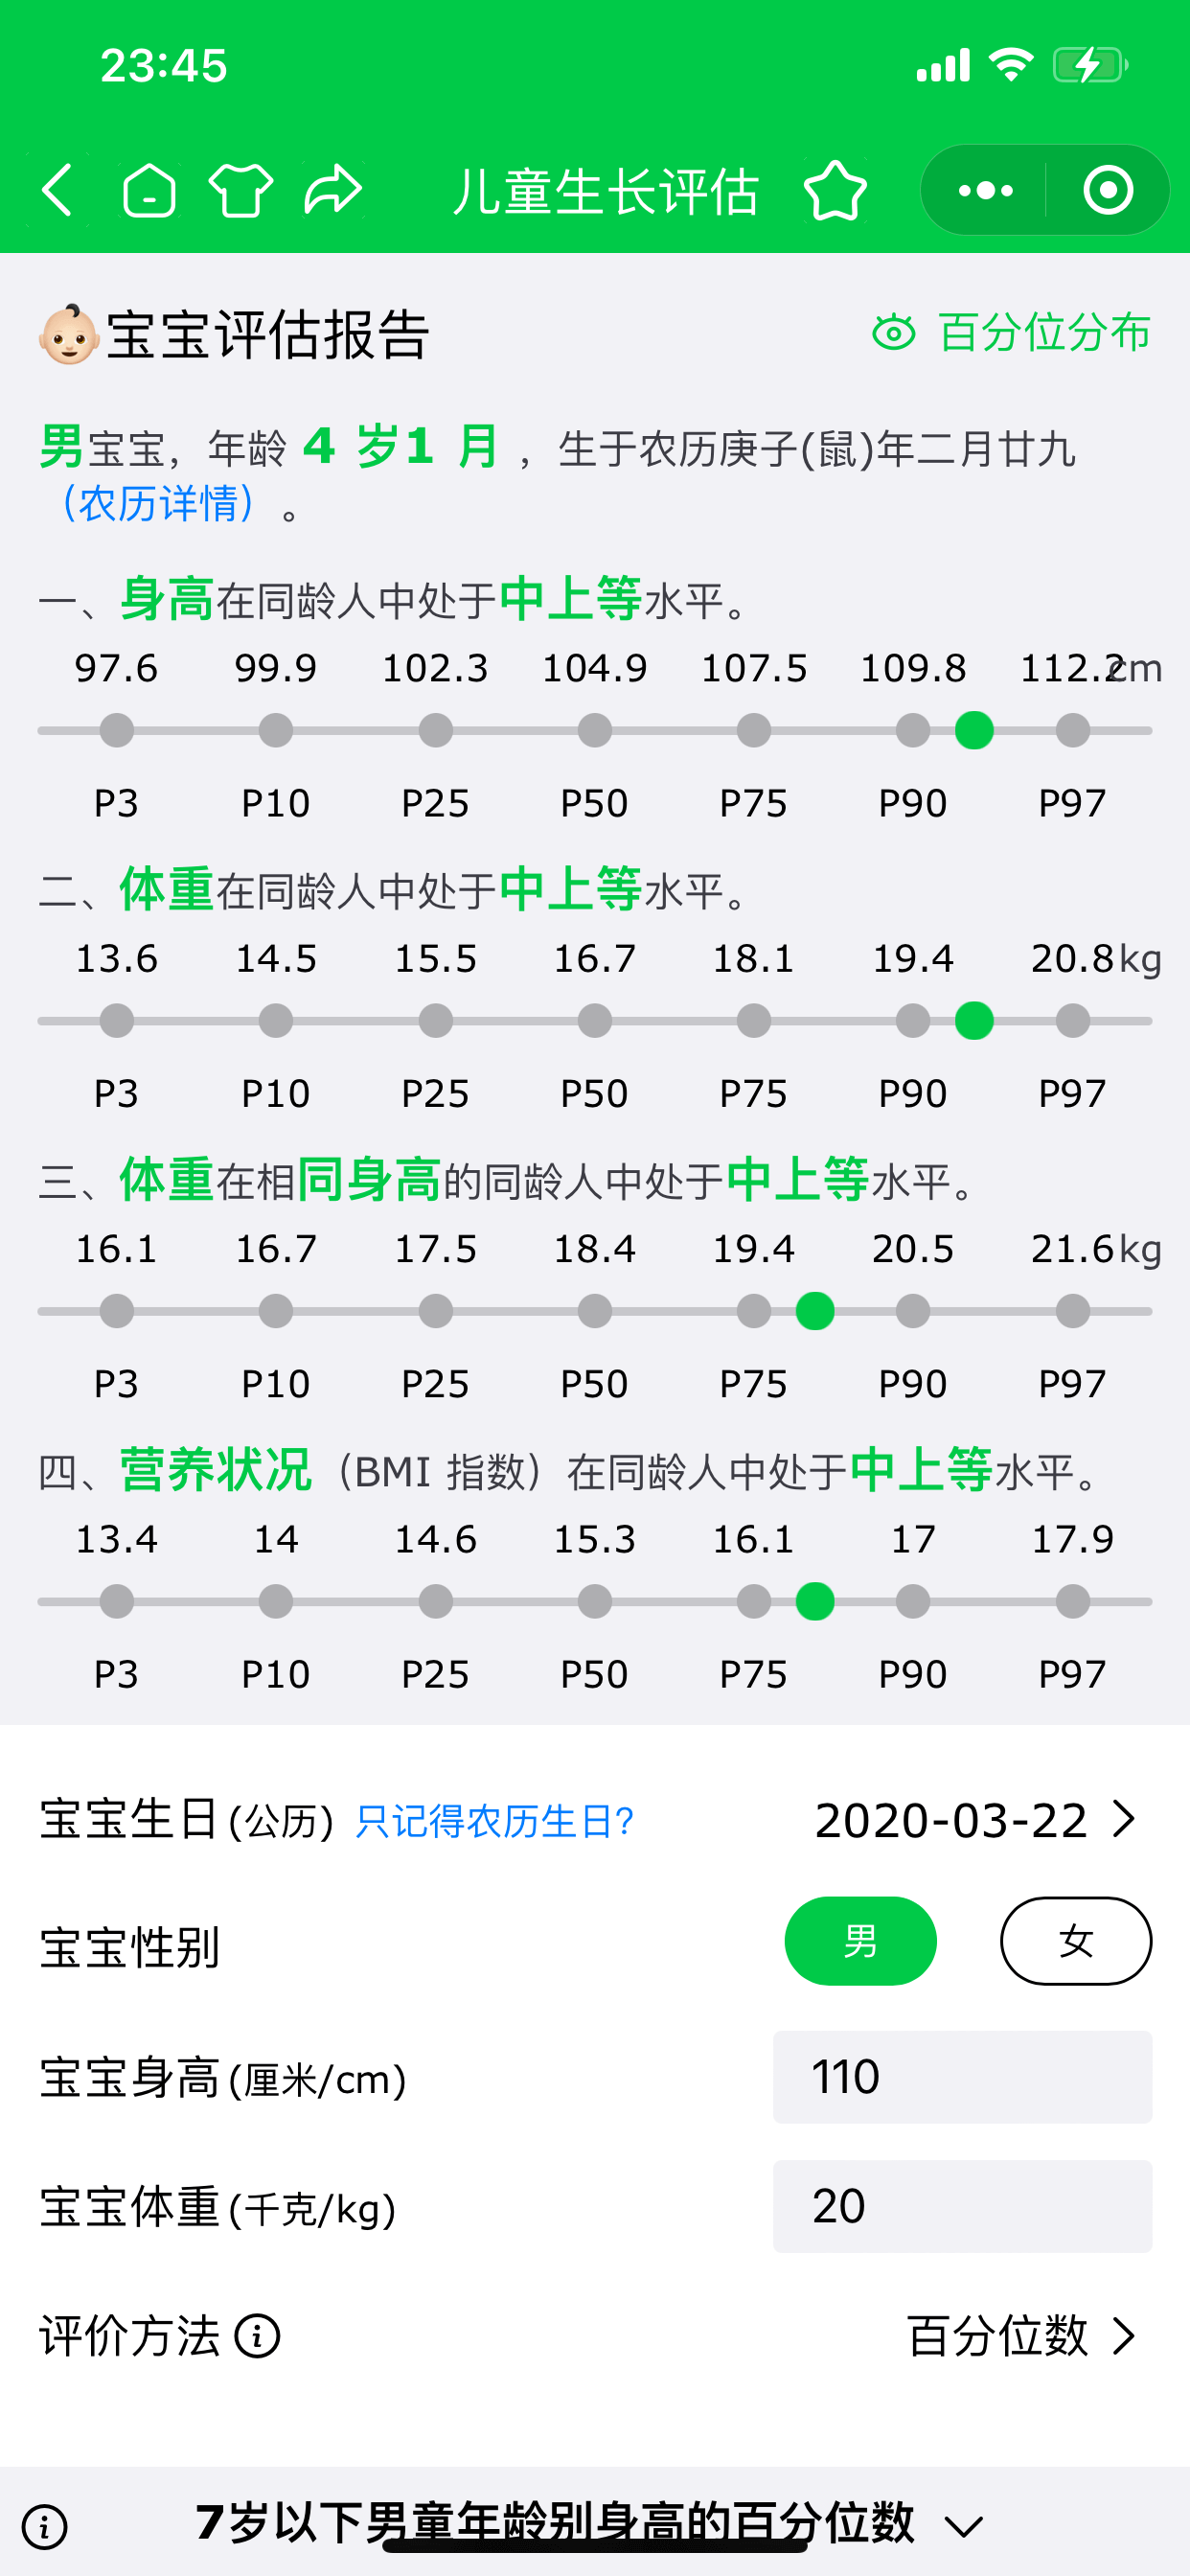 23:45
儿童生长评估
宝宝评估报告
百分位分布
男宝宝，年龄 4 岁1 月 ，生于农历庚子(鼠)年二月廿九
（农历详情）。
一、身高在同龄人中处于中上等水平。
97.6 99.9 102.3 104.9 107.5 109.8 112.2 cm
P3 P10 P25 P50 P75 P90 P97
二、体重在同龄人中处于中上等水平。
13.6 14.5 15.5 16.7 18.1 19.4 20.8 kg
P3 P10 P25 P50 P75 P90 P97
三、体重在相同身高的同龄人中处于中上等水平。
16.1 16.7 17.5 18.4 19.4 20.5 21.6 kg
P3 P10 P25 P50 P75 P90 P97
四、营养状况（BMI 指数）在同龄人中处于中上等水平。
13.4 14 14.6 15.3 16.1 17 17.9
P3 P10 P25 P50 P75 P90 P97
宝宝生日(公历) 只记得农历生日? 2020-03-22
宝宝性别 男 女
宝宝身高(厘米/cm) 110
宝宝体重(千克/kg) 20
评价方法 百分位数
7岁以下男童年龄别身高的百分位数